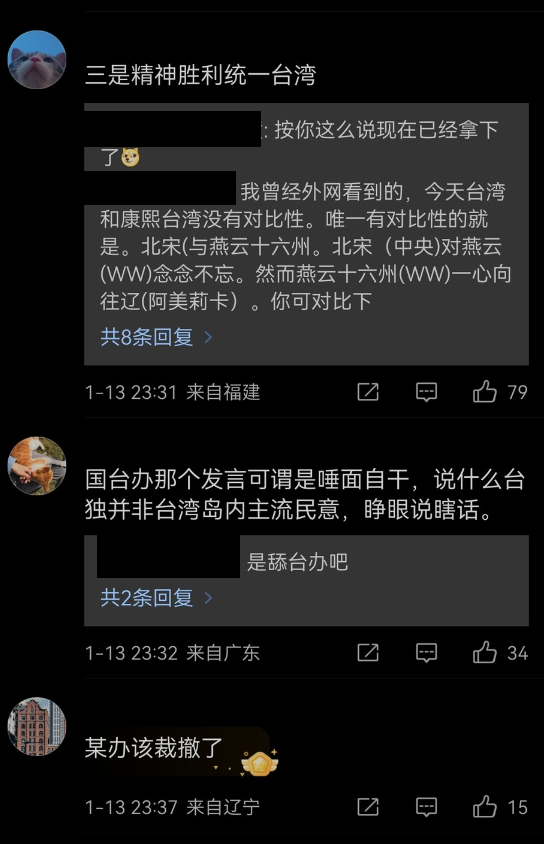 三是精神胜利统一台湾
: 按你这么说现在已经拿下
了
我曾经外网看到的，今天台湾
和康熙台湾没有对比性。唯一有对比性的就
是。北宋(与燕云十六州。北宋（中央)对燕云
(WW)念念不忘。然而燕云十六州(WW)一心向
往辽(阿美莉卡）。你可对比下
共8条回复 >
1-13 23:31 来自福建 79
国台办那个发言可谓是唾面自干，说什么台
独并非台湾岛内主流民意，睁眼说瞎话。
是舔台办吧
共2条回复 >
1-13 23:32 来自广东 34
某办该裁撤了
1-13 23:37 来自辽宁 15